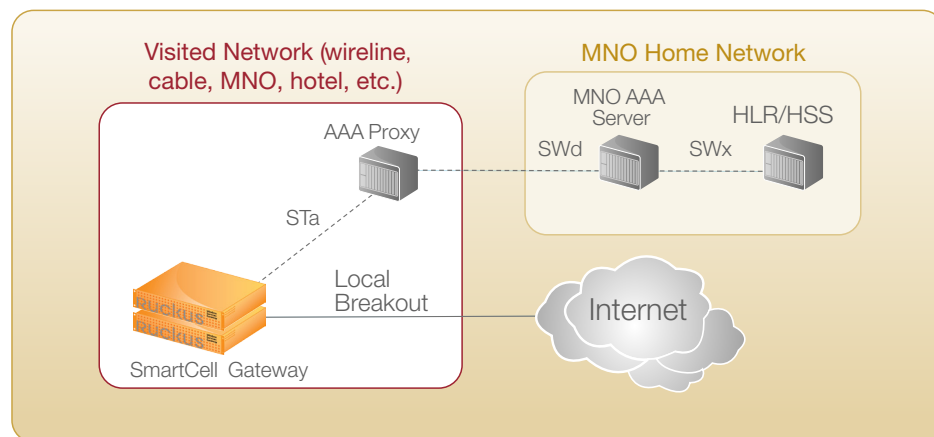 Visited Network (wireline,
cable, MNO, hotel, etc.)
MNO Home Network
AAA Proxy
MNO AAA
Server
HLR/HSS
SWd
SWx
STa
Local
Breakout
Internet
Ruckus
Ruckus
SmartCell Gateway